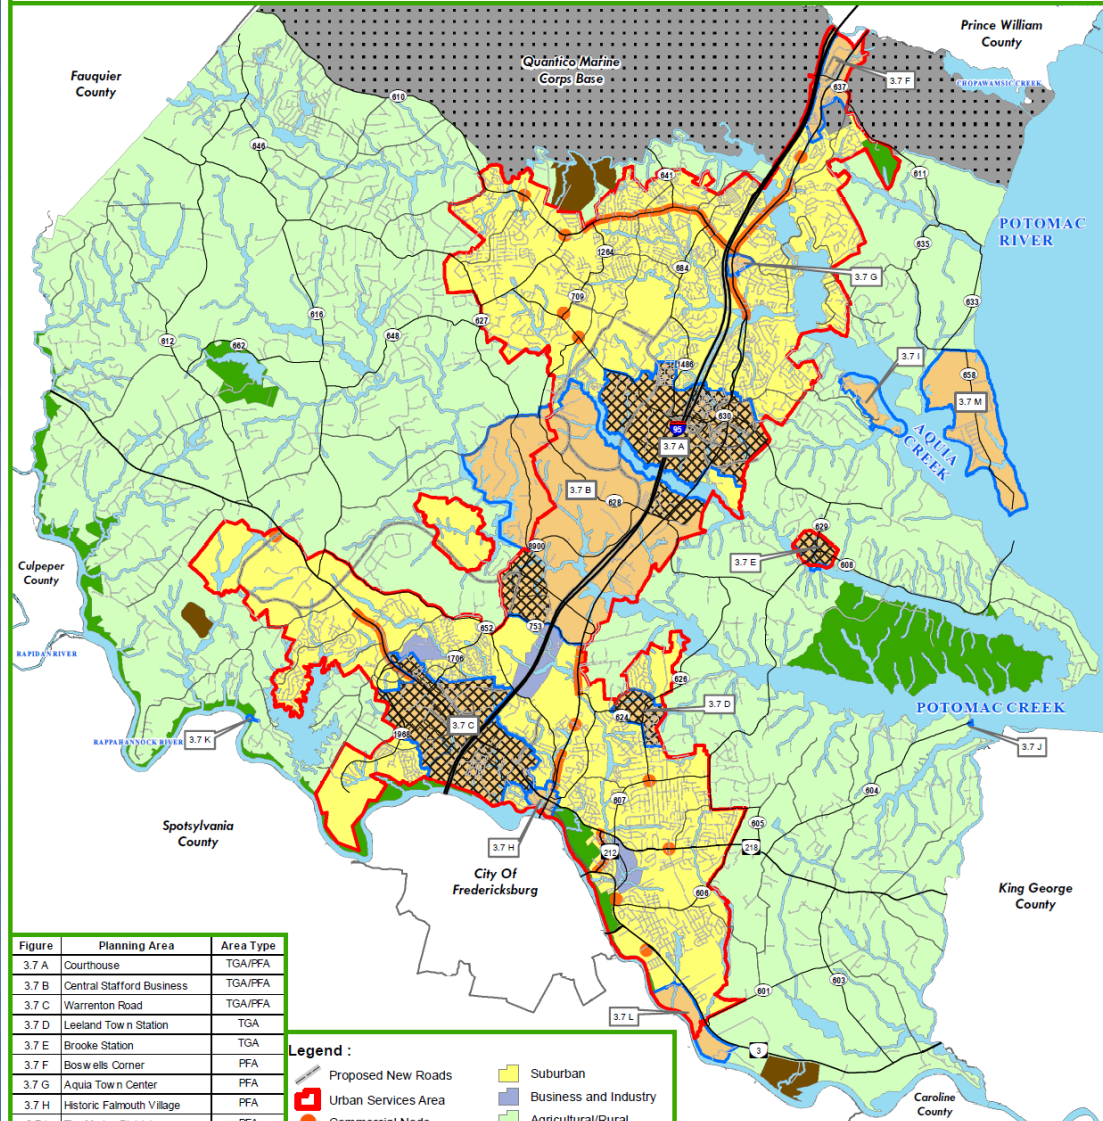 Prince William
County
Quantico Marine
Corps Base
Fauquier
County
3.7 F
CHOPAWAMSIC CREEK
637
610
646
641
611
POTOMAC
RIVER
635
1264
684
3.7 G
709
633
616
627
612
662
648
3.7 I
1486
658
3.7 M
630
95
3.7 A
AQUIA
CREEK
3.7 B
628
629
8900
3.7 E
608
Culpeper
County
652
753
RAPIDAN RIVER
1706
626
3.7 D
POTOMAC CREEK
624
3.7 C
RAPPAHANNOCK RIVER
3.7 K
1968
3.7 J
604
607
605
Spotsylvania
County
3.7 H
212
218
City Of
Fredericksburg
606
King George
County
603
601
3.7 L
3
Caroline
County
Figure Planning Area Area Type
3.7 A Courthouse TGA/PFA
3.7 B Central Stafford Business TGA/PFA
3.7 C Warrenton Road TGA/PFA
3.7 D Leeland Town Station TGA
3.7 E Brooke Station TGA
3.7 F Boswells Corner PFA
3.7 G Aquia Town Center PFA
3.7 H Historic Falmouth Village PFA
Legend :
Proposed New Roads
Suburban
Urban Services Area
Business and Industry
Commercial Node
Agricultural/Rural